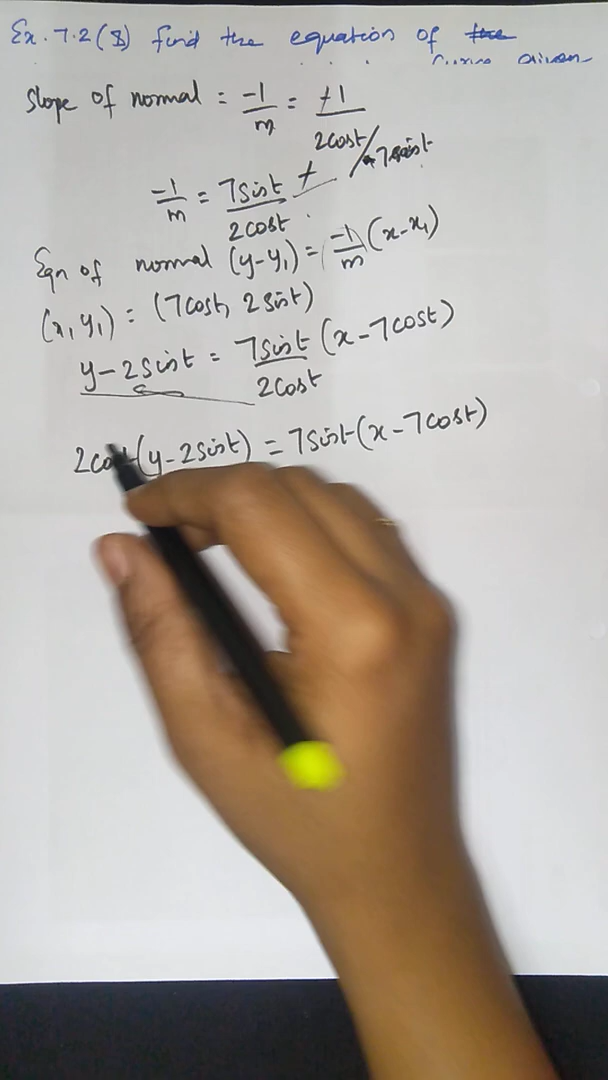 Ex. 7.2 (8) find the equation of the
Slope of normal = -1/m = +1/(2cost/7sint)
-1/m = 7sint/2cost +
Eqn of normal (y-y₁) = -1/m (x-x₁)
(x₁ y₁) = (7cost, 2sint)
y-2sint = 7sint/2cost (x-7cost)
2cost(y-2sint) = 7sint(x-7cost)